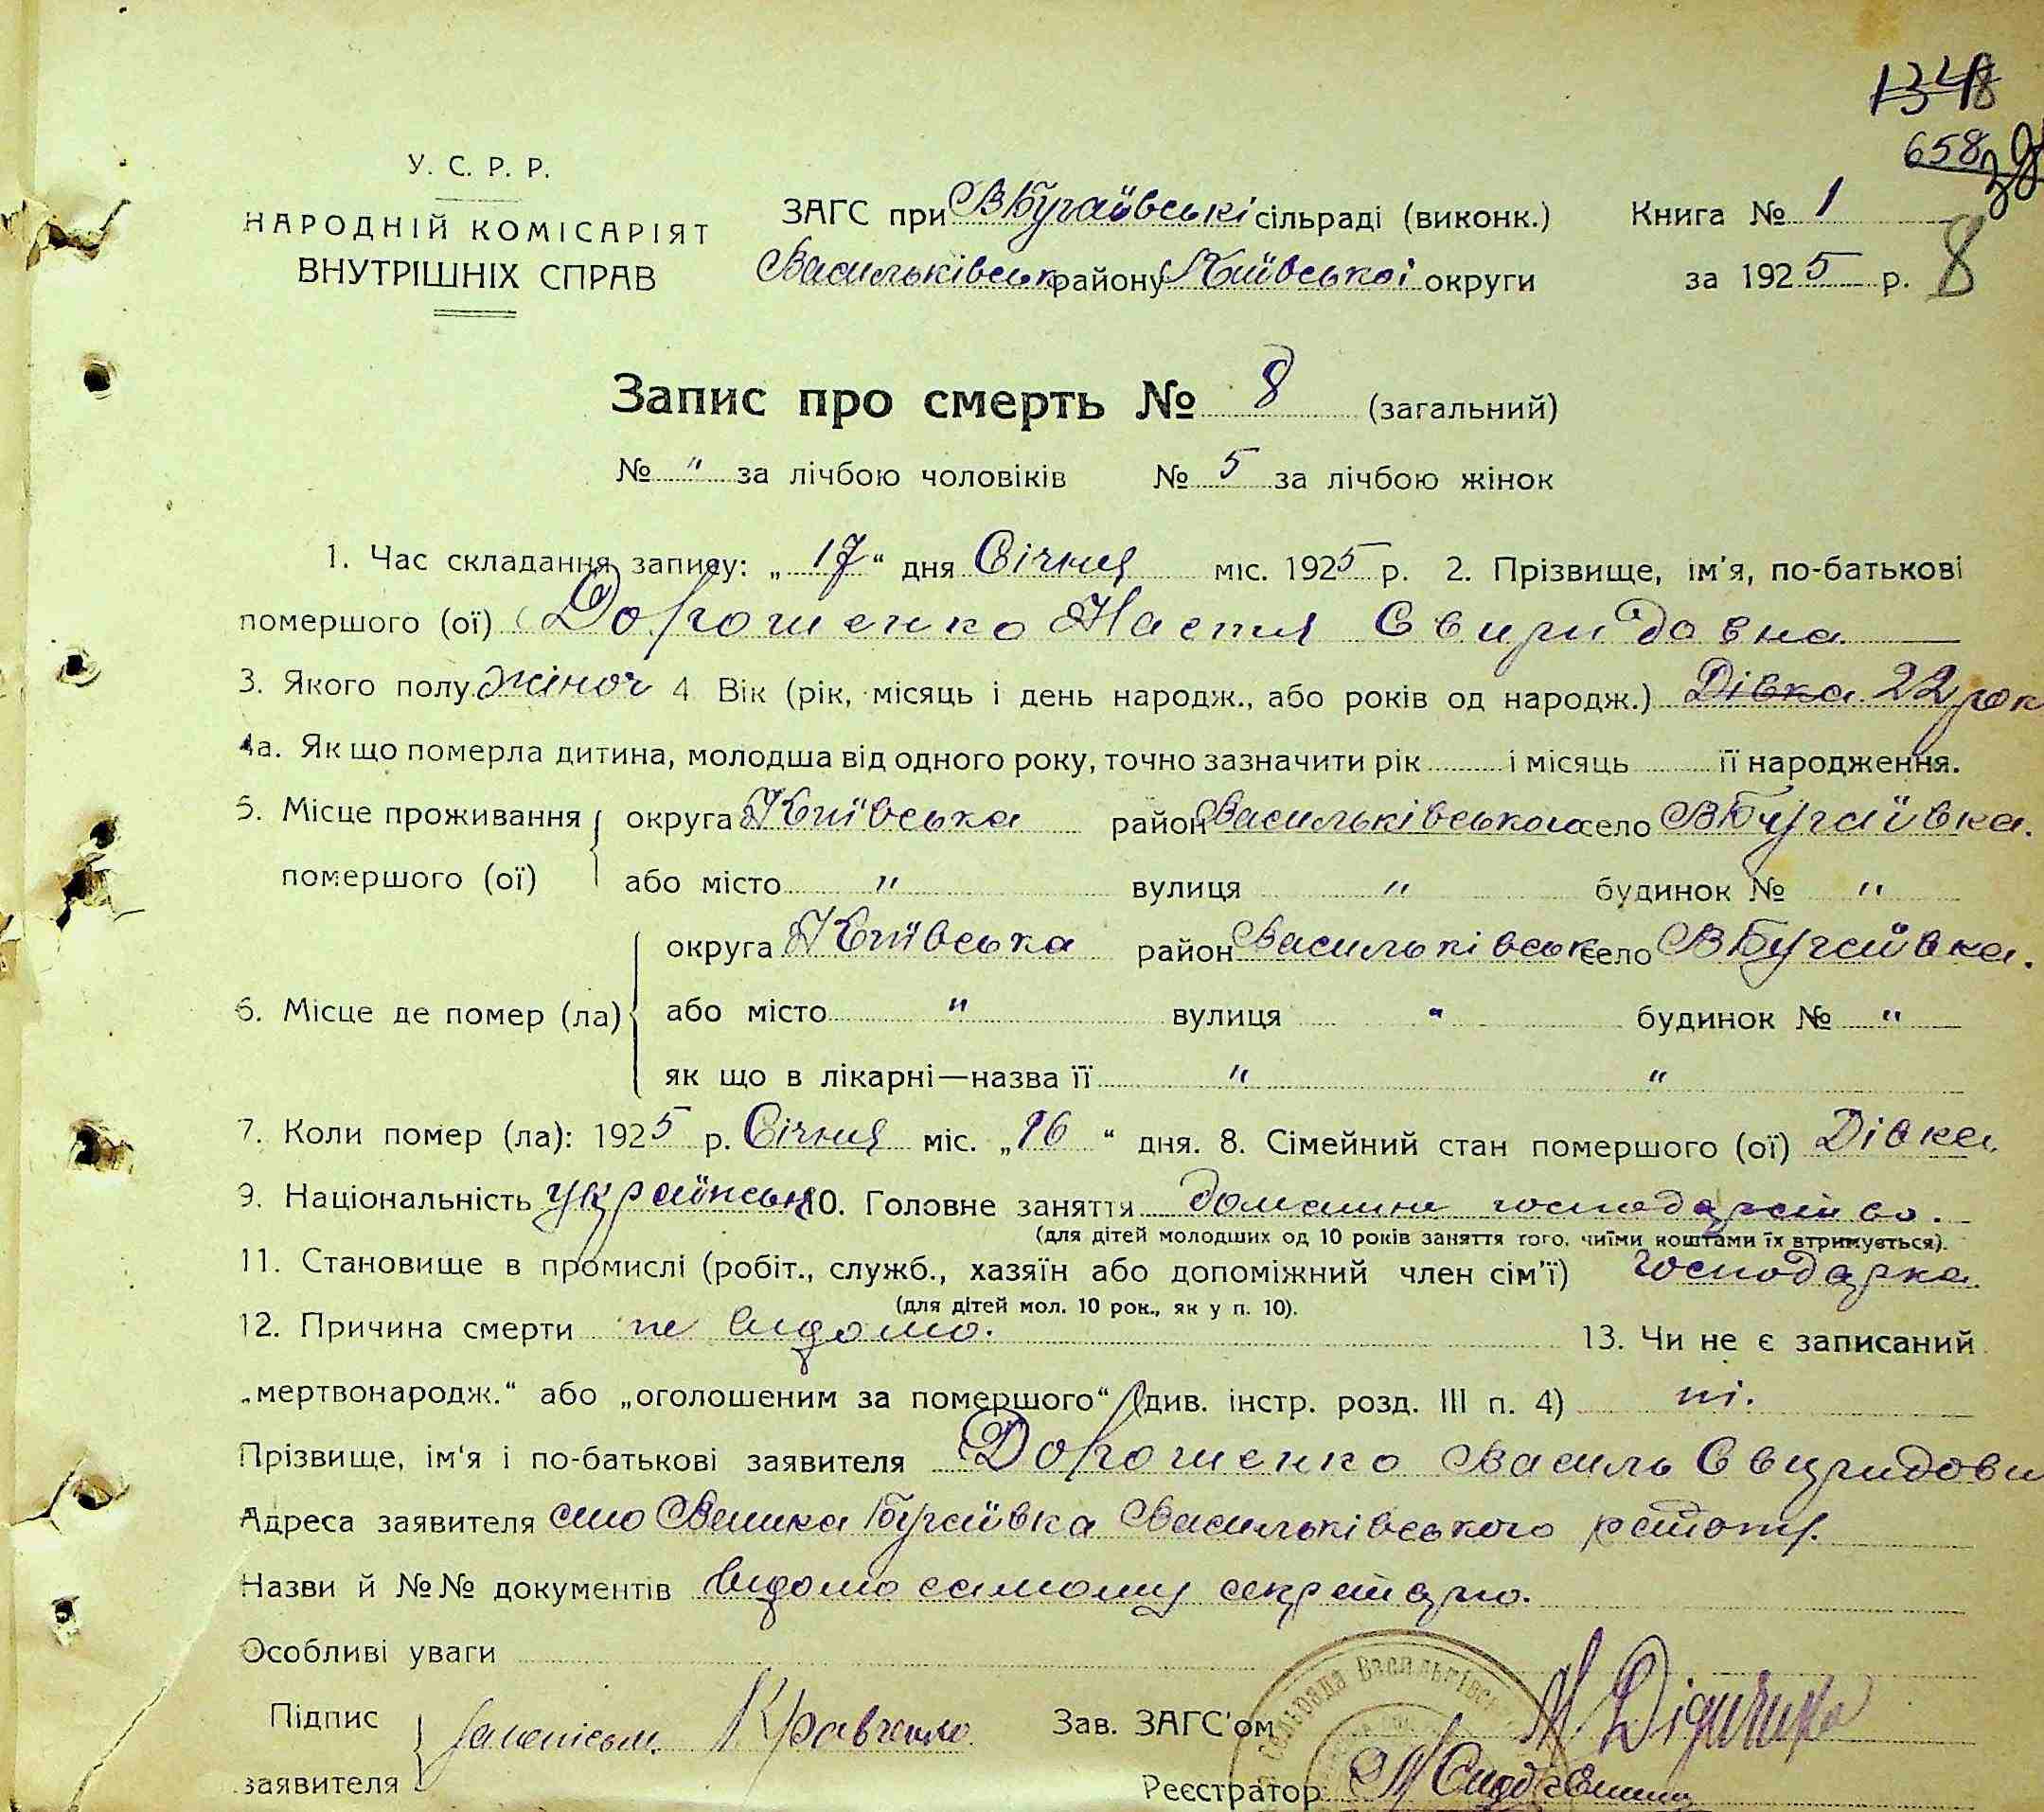 1348
658
38
У. С. Р. Р.
НАРОДНІЙ КОМІСАРІЯТ
ВНУТРІШНІХ СПРАВ
ЗАГС при ВБугаївські сільраді (виконк.) Книга № 1
Васильківськ району Київської округи за 1925 р. 8
Запис про смерть № 8 (загальний)
№ " за лічбою чоловіків № 5 за лічбою жінок
1. Час складання запису: „ 17 “ дня Січня міс. 1925 р. 2. Прізвище, ім'я, по-батькові
помершого (ої) Дорошенко Настя Свиридовна
3. Якого полу жіноч 4 Вік (рік, місяць і день народж., або років од народж.) Дівка 22 рок
4а. Як що померла дитина, молодша від одного року, точно зазначити рік і місяць її народження.
5. Місце проживання округа Київська район Васильківського село ВБугаївка.
помершого (ої) або місто " вулиця " будинок № "
округа Київська район Васильківськ село ВБугаївка.
6. Місце де помер (ла) або місто " вулиця " будинок № "
як що в лікарні—назва її " "
7. Коли помер (ла): 1925 р. Січня міс. „ 16 “ дня. 8. Сімейний стан помершого (ої) Дівка
9. Національність українськ 10. Головне заняття домашне господарство.
(для дітей молодших од 10 років заняття того, чиїми коштами їх втримується).
11. Становище в промислі (робіт., служб., хазяїн або допоміжний член сім'ї) господарка
(для дітей мол. 10 рок., як у п. 10).
12. Причина смерти не відомо. 13. Чи не є записаний
„мертвонародж.“ або „оголошеним за помершого“ (див. інстр. розд. III п. 4) ні.
Прізвище, ім'я і по-батькові заявителя Дорошенко Василь Свиридови
Адреса заявителя село Велика Бугаївка Васильківського району.
Назви й №№ документів відомо самому секретарю.
Особливі уваги
Підпис Кравченко Зав. ЗАГС'ом
заявителя Реєстратор